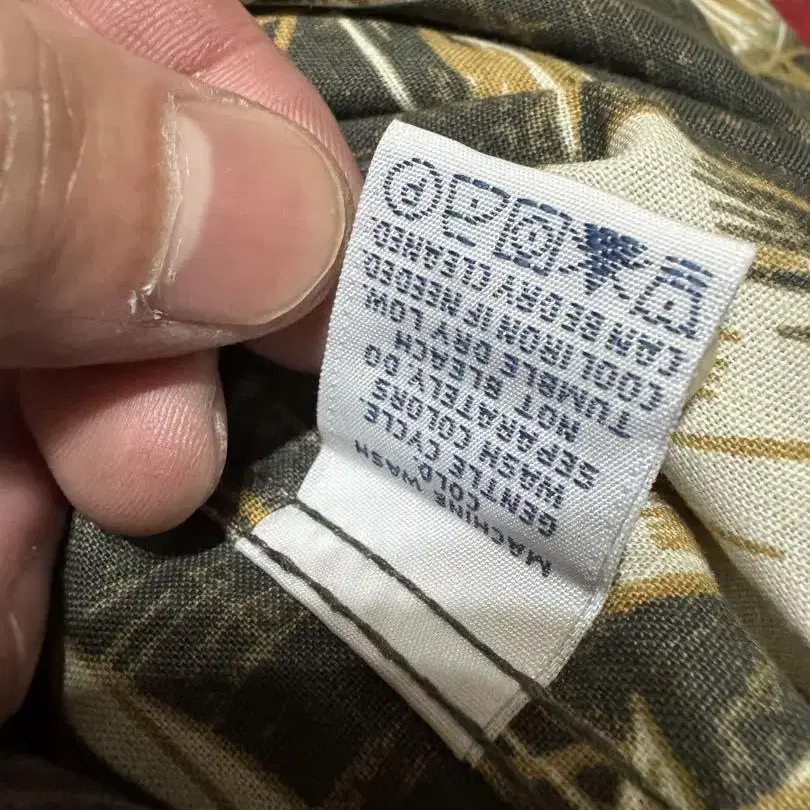 MACHINE WASH
COLD
GENTLE CYCLE
WASH COLORS
SEPARATELY DO
NOT BLEACH
TUMBLE DRY LOW
COOL IRON IF NEEDED
CAN BE DRY CLEANED